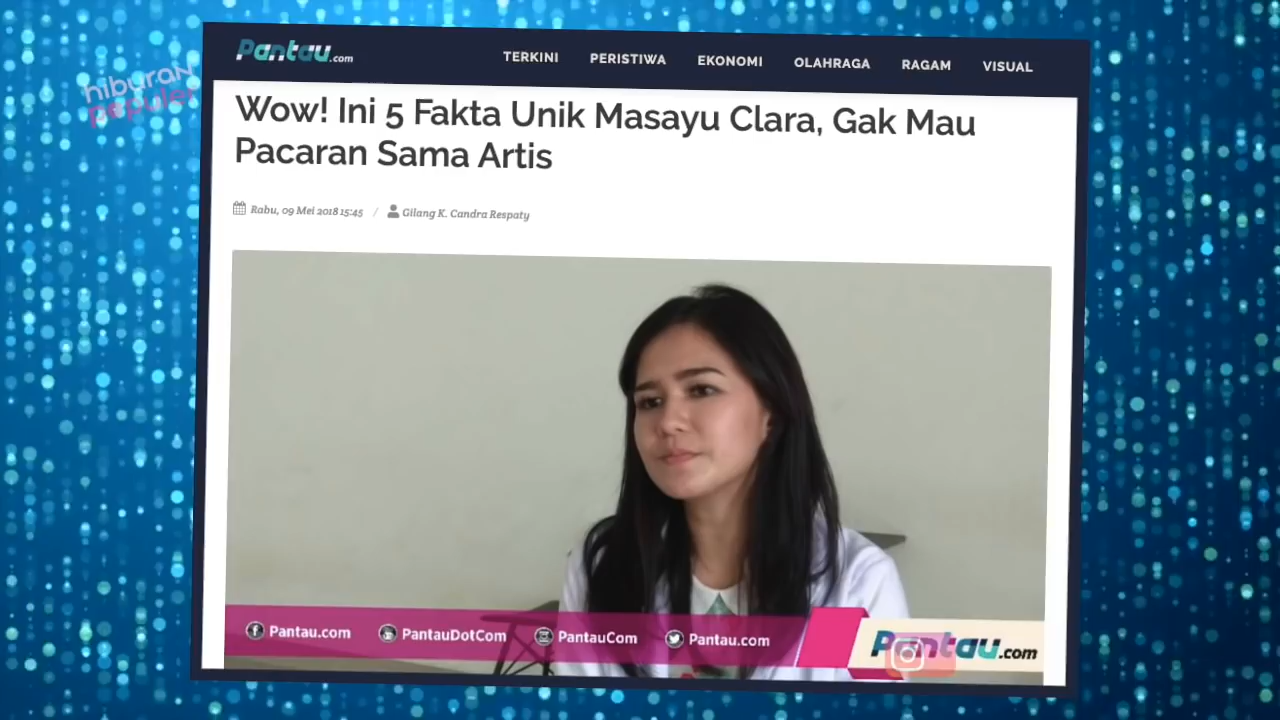 hiburan
populer
Pantau.com
TERKINI PERISTIWA EKONOMI OLAHRAGA RAGAM VISUAL
Wow! Ini 5 Fakta Unik Masayu Clara, Gak Mau
Pacaran Sama Artis
Rabu, 09 Mei 2018 15:45 / Gilang K. Candra Respaty
Pantau.com PantauDotCom PantauCom Pantau.com
Pantau.com